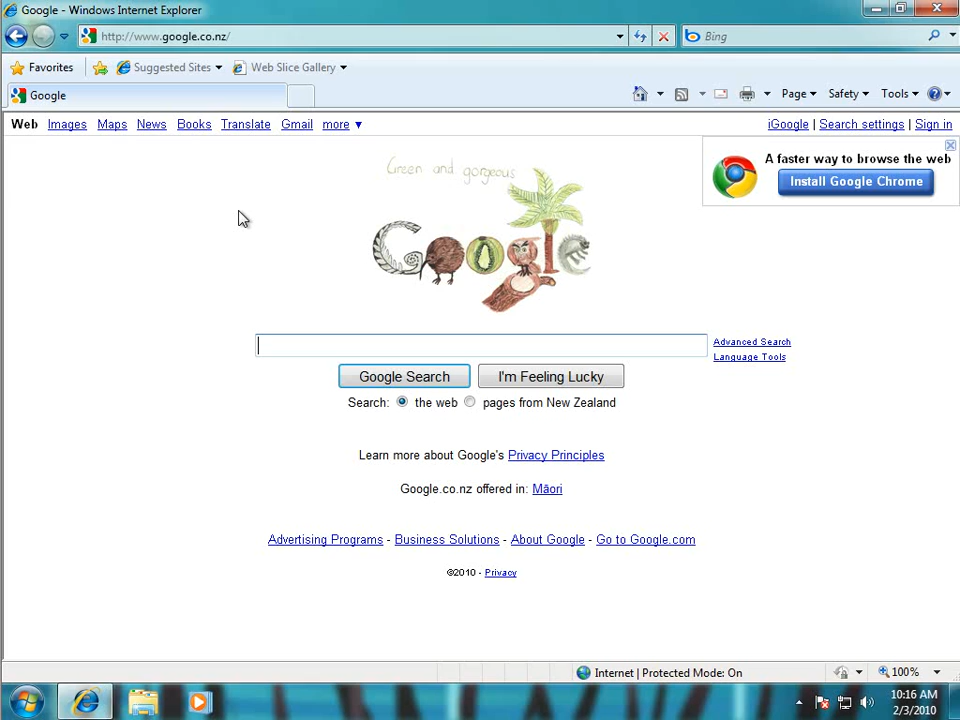 Google - Windows Internet Explorer
http://www.google.co.nz/
Bing
Favorites Suggested Sites Web Slice Gallery
Google
Page Safety Tools
Web Images Maps News Books Translate Gmail more ▼
iGoogle | Search settings | Sign in
A faster way to browse the web
Install Google Chrome
Green and gorgeous
Google
Advanced Search
Language Tools
Google Search I'm Feeling Lucky
Search: the web pages from New Zealand
Learn more about Google's Privacy Principles
Google.co.nz offered in: Māori
Advertising Programs - Business Solutions - About Google - Go to Google.com
©2010 - Privacy
Internet | Protected Mode: On
100%
10:16 AM
2/3/2010